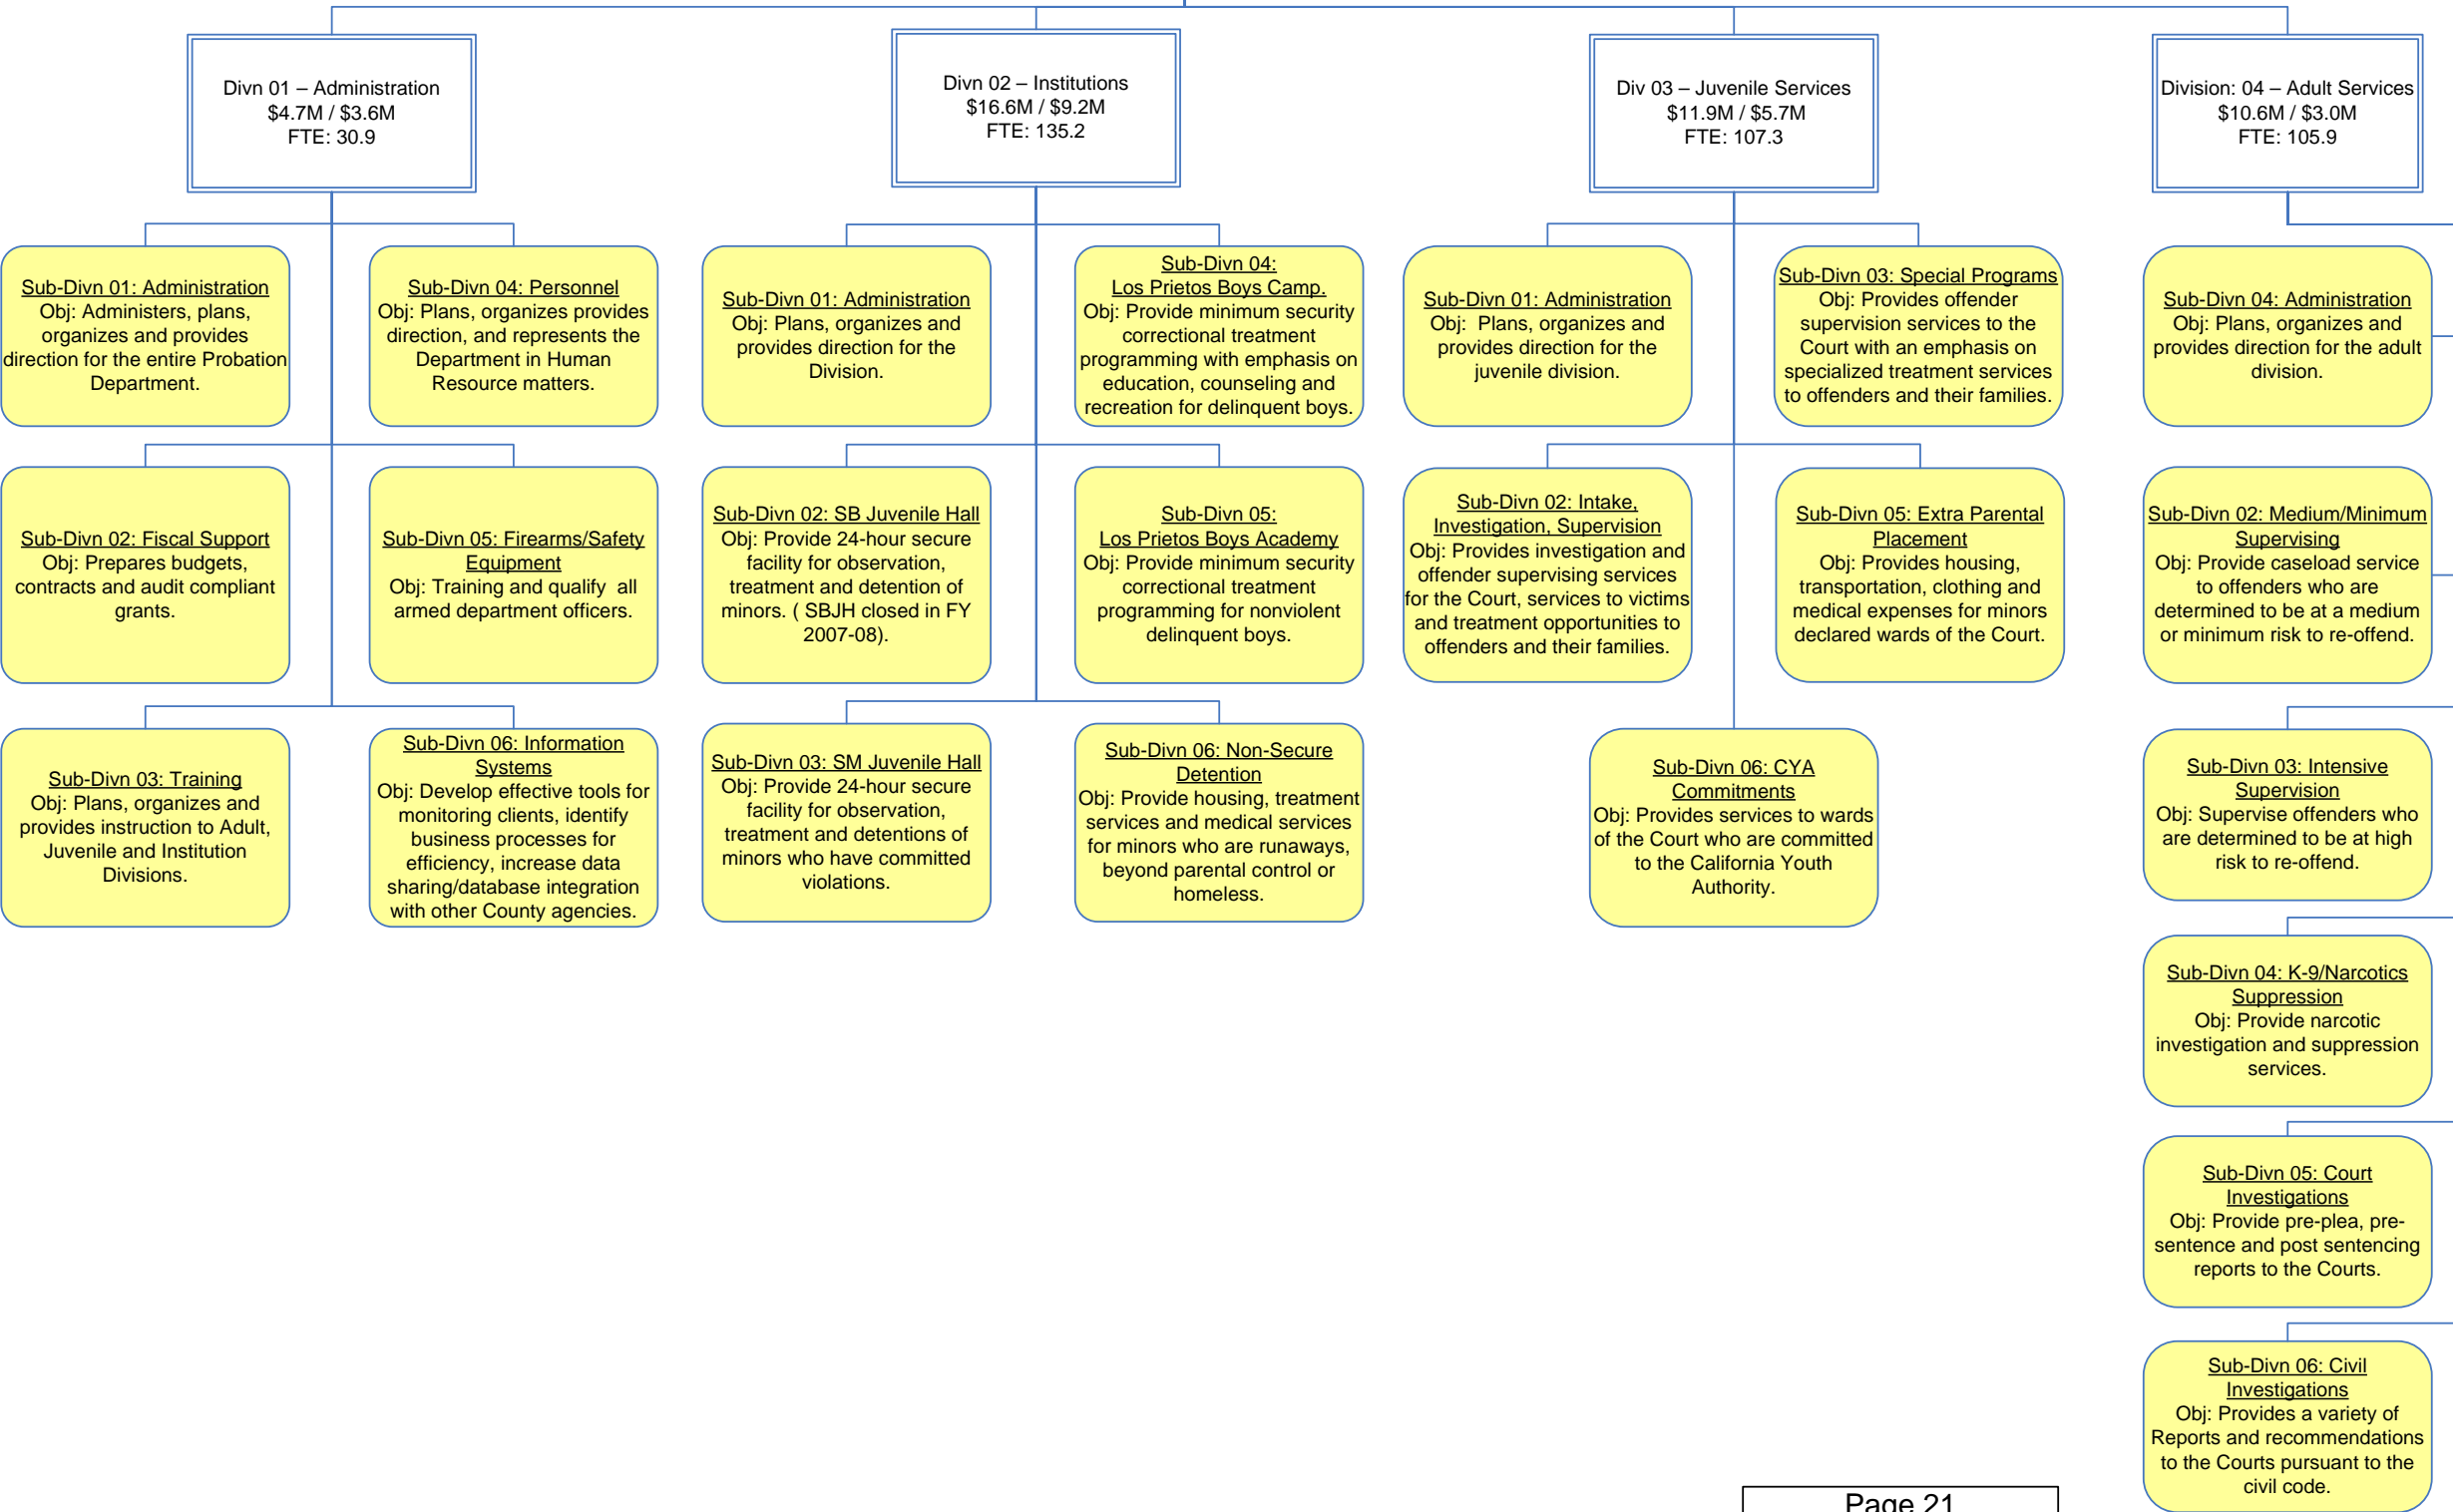 Divn 01 – Administration
$4.7M / $3.6M
FTE: 30.9
Divn 02 – Institutions
$16.6M / $9.2M
FTE: 135.2
Div 03 – Juvenile Services
$11.9M / $5.7M
FTE: 107.3
Division: 04 – Adult Services
$10.6M / $3.0M
FTE: 105.9
Sub-Divn 01: Administration
Obj: Administers, plans,
organizes and provides
direction for the entire Probation
Department.
Sub-Divn 04: Personnel
Obj: Plans, organizes provides
direction, and represents the
Department in Human
Resource matters.
Sub-Divn 01: Administration
Obj: Plans, organizes and
provides direction for the
Division.
Sub-Divn 04:
Los Prietos Boys Camp.
Obj: Provide minimum security
correctional treatment
programming with emphasis on
education, counseling and
recreation for delinquent boys.
Sub-Divn 01: Administration
Obj:  Plans, organizes and
provides direction for the
juvenile division.
Sub-Divn 03: Special Programs
Obj: Provides offender
supervision services to the
Court with an emphasis on
specialized treatment services
to offenders and their families.
Sub-Divn 04: Administration
Obj: Plans, organizes and
provides direction for the adult
division.
Sub-Divn 02: Fiscal Support
Obj: Prepares budgets,
contracts and audit compliant
grants.
Sub-Divn 05: Firearms/Safety
Equipment
Obj: Training and qualify  all
armed department officers.
Sub-Divn 02: SB Juvenile Hall
Obj: Provide 24-hour secure
facility for observation,
treatment and detention of
minors. ( SBJH closed in FY
2007-08).
Sub-Divn 05:
Los Prietos Boys Academy
Obj: Provide minimum security
correctional treatment
programming for nonviolent
delinquent boys.
Sub-Divn 02: Intake,
Investigation, Supervision
Obj: Provides investigation and
offender supervising services
for the Court, services to victims
and treatment opportunities to
offenders and their families.
Sub-Divn 05: Extra Parental
Placement
Obj: Provides housing,
transportation, clothing and
medical expenses for minors
declared wards of the Court.
Sub-Divn 02: Medium/Minimum
Supervising
Obj: Provide caseload service
to offenders who are
determined to be at a medium
or minimum risk to re-offend.
Sub-Divn 03: Training
Obj: Plans, organizes and
provides instruction to Adult,
Juvenile and Institution
Divisions.
Sub-Divn 06: Information
Systems
Obj: Develop effective tools for
monitoring clients, identify
business processes for
efficiency, increase data
sharing/database integration
with other County agencies.
Sub-Divn 03: SM Juvenile Hall
Obj: Provide 24-hour secure
facility for observation,
treatment and detentions of
minors who have committed
violations.
Sub-Divn 06: Non-Secure
Detention
Obj: Provide housing, treatment
services and medical services
for minors who are runaways,
beyond parental control or
homeless.
Sub-Divn 06: CYA
Commitments
Obj: Provides services to wards
of the Court who are committed
to the California Youth
Authority.
Sub-Divn 03: Intensive
Supervision
Obj: Supervise offenders who
are determined to be at high
risk to re-offend.
Sub-Divn 04: K-9/Narcotics
Suppression
Obj: Provide narcotic
investigation and suppression
services.
Sub-Divn 05: Court
Investigations
Obj: Provide pre-plea, pre-
sentence and post sentencing
reports to the Courts.
Sub-Divn 06: Civil
Investigations
Obj: Provides a variety of
Reports and recommendations
to the Courts pursuant to the
civil code.
Page 21